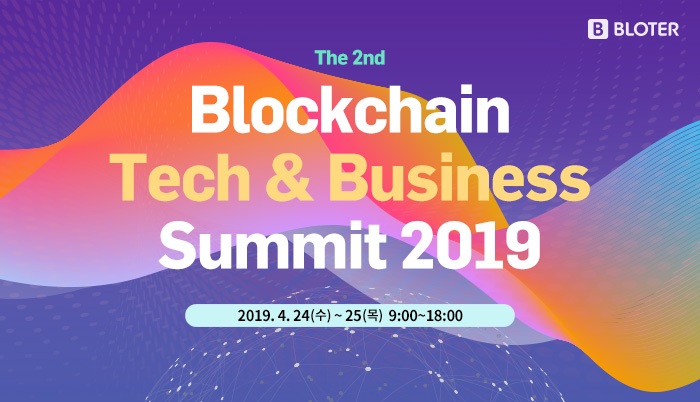 B BLOTER
The 2nd
Blockchain
Tech & Business
Summit 2019
2019. 4. 24(수) ~ 25(목) 9:00~18:00